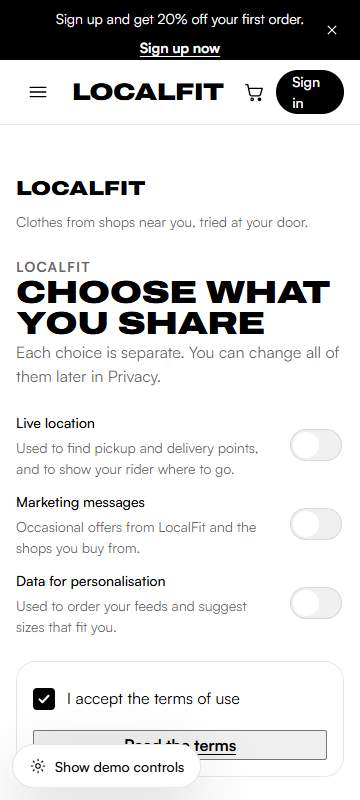 Sign up and get 20% off your first order.
Sign up now
LOCALFIT
Sign
in
LOCALFIT
Clothes from shops near you, tried at your door.
LOCALFIT
CHOOSE WHAT
YOU SHARE
Each choice is separate. You can change all of
them later in Privacy.
Live location
Used to find pickup and delivery points,
and to show your rider where to go.
Marketing messages
Occasional offers from LocalFit and the
shops you buy from.
Data for personalisation
Used to order your feeds and suggest
sizes that fit you.
I accept the terms of use
Read the terms
Show demo controls